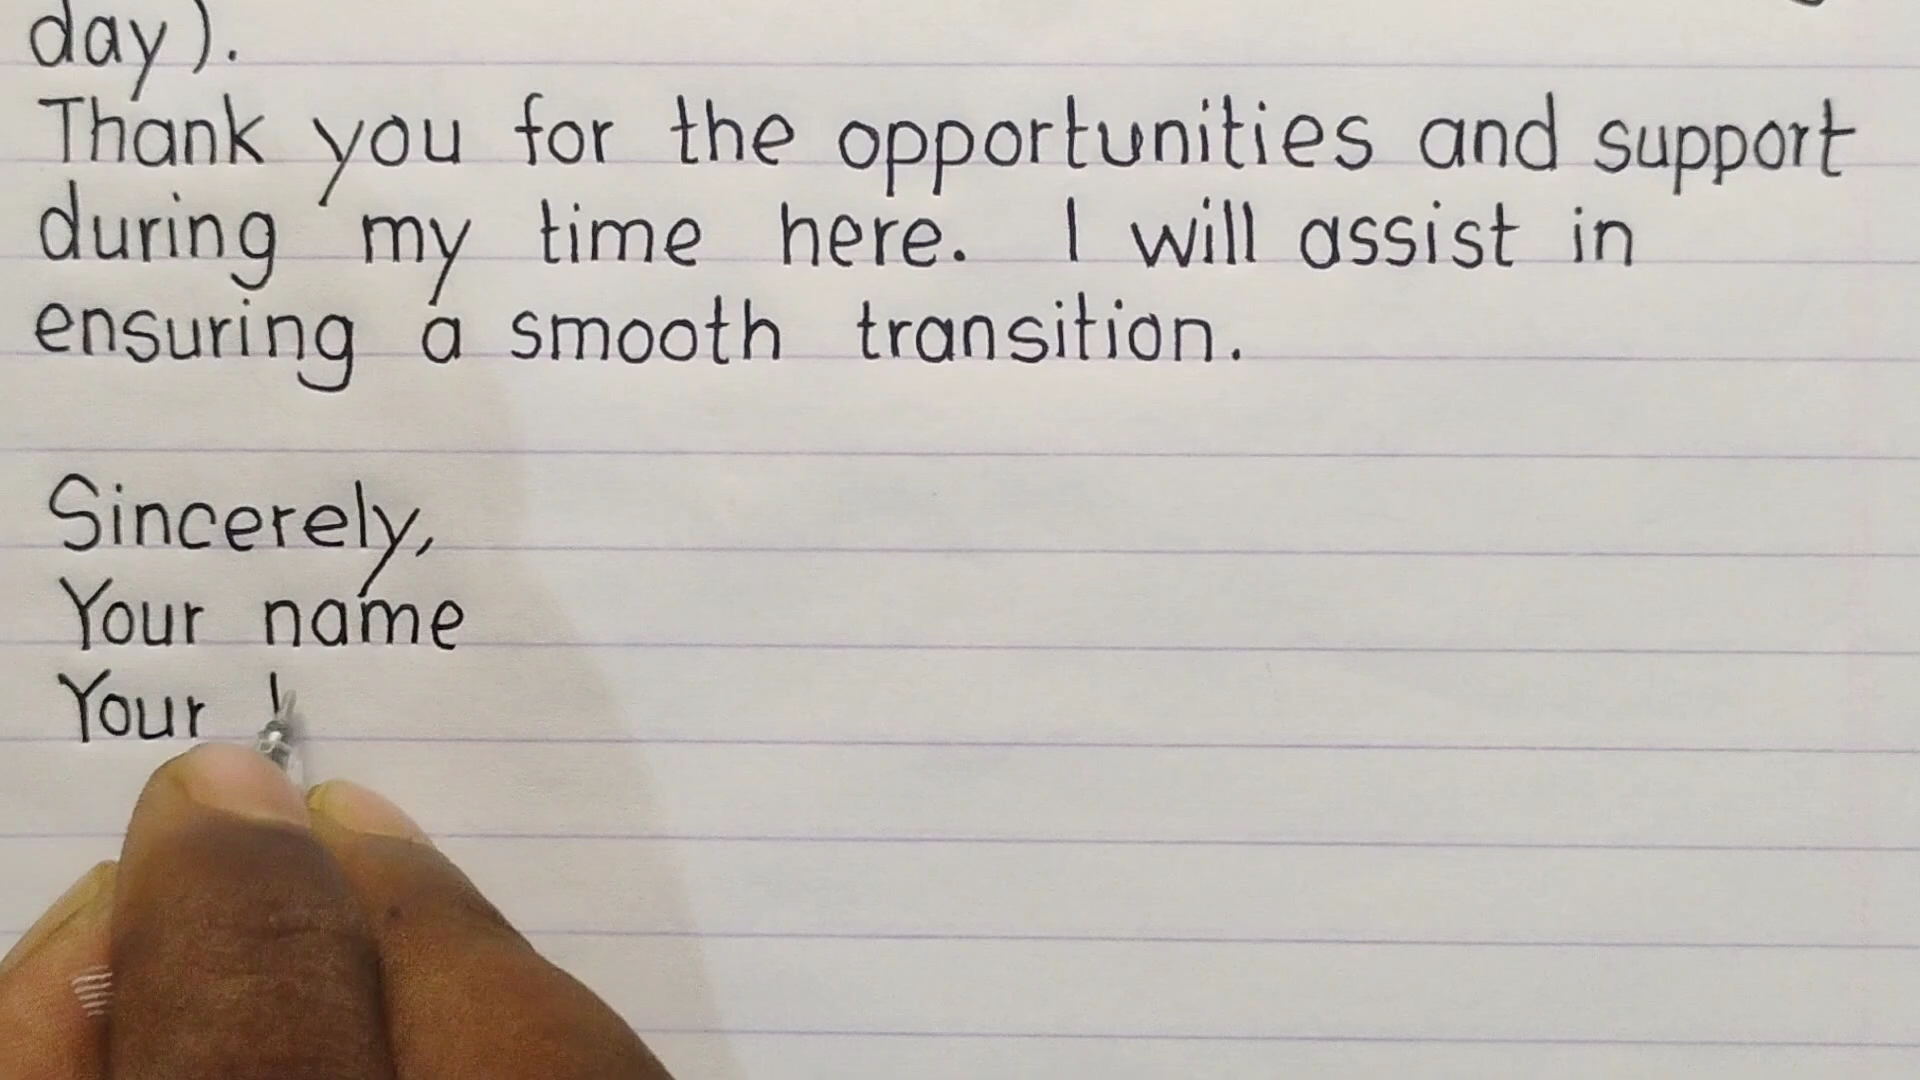 day).
Thank you for the opportunities and support
during my time here. I will assist in
ensuring a smooth transition.
Sincerely,
Your name
Your